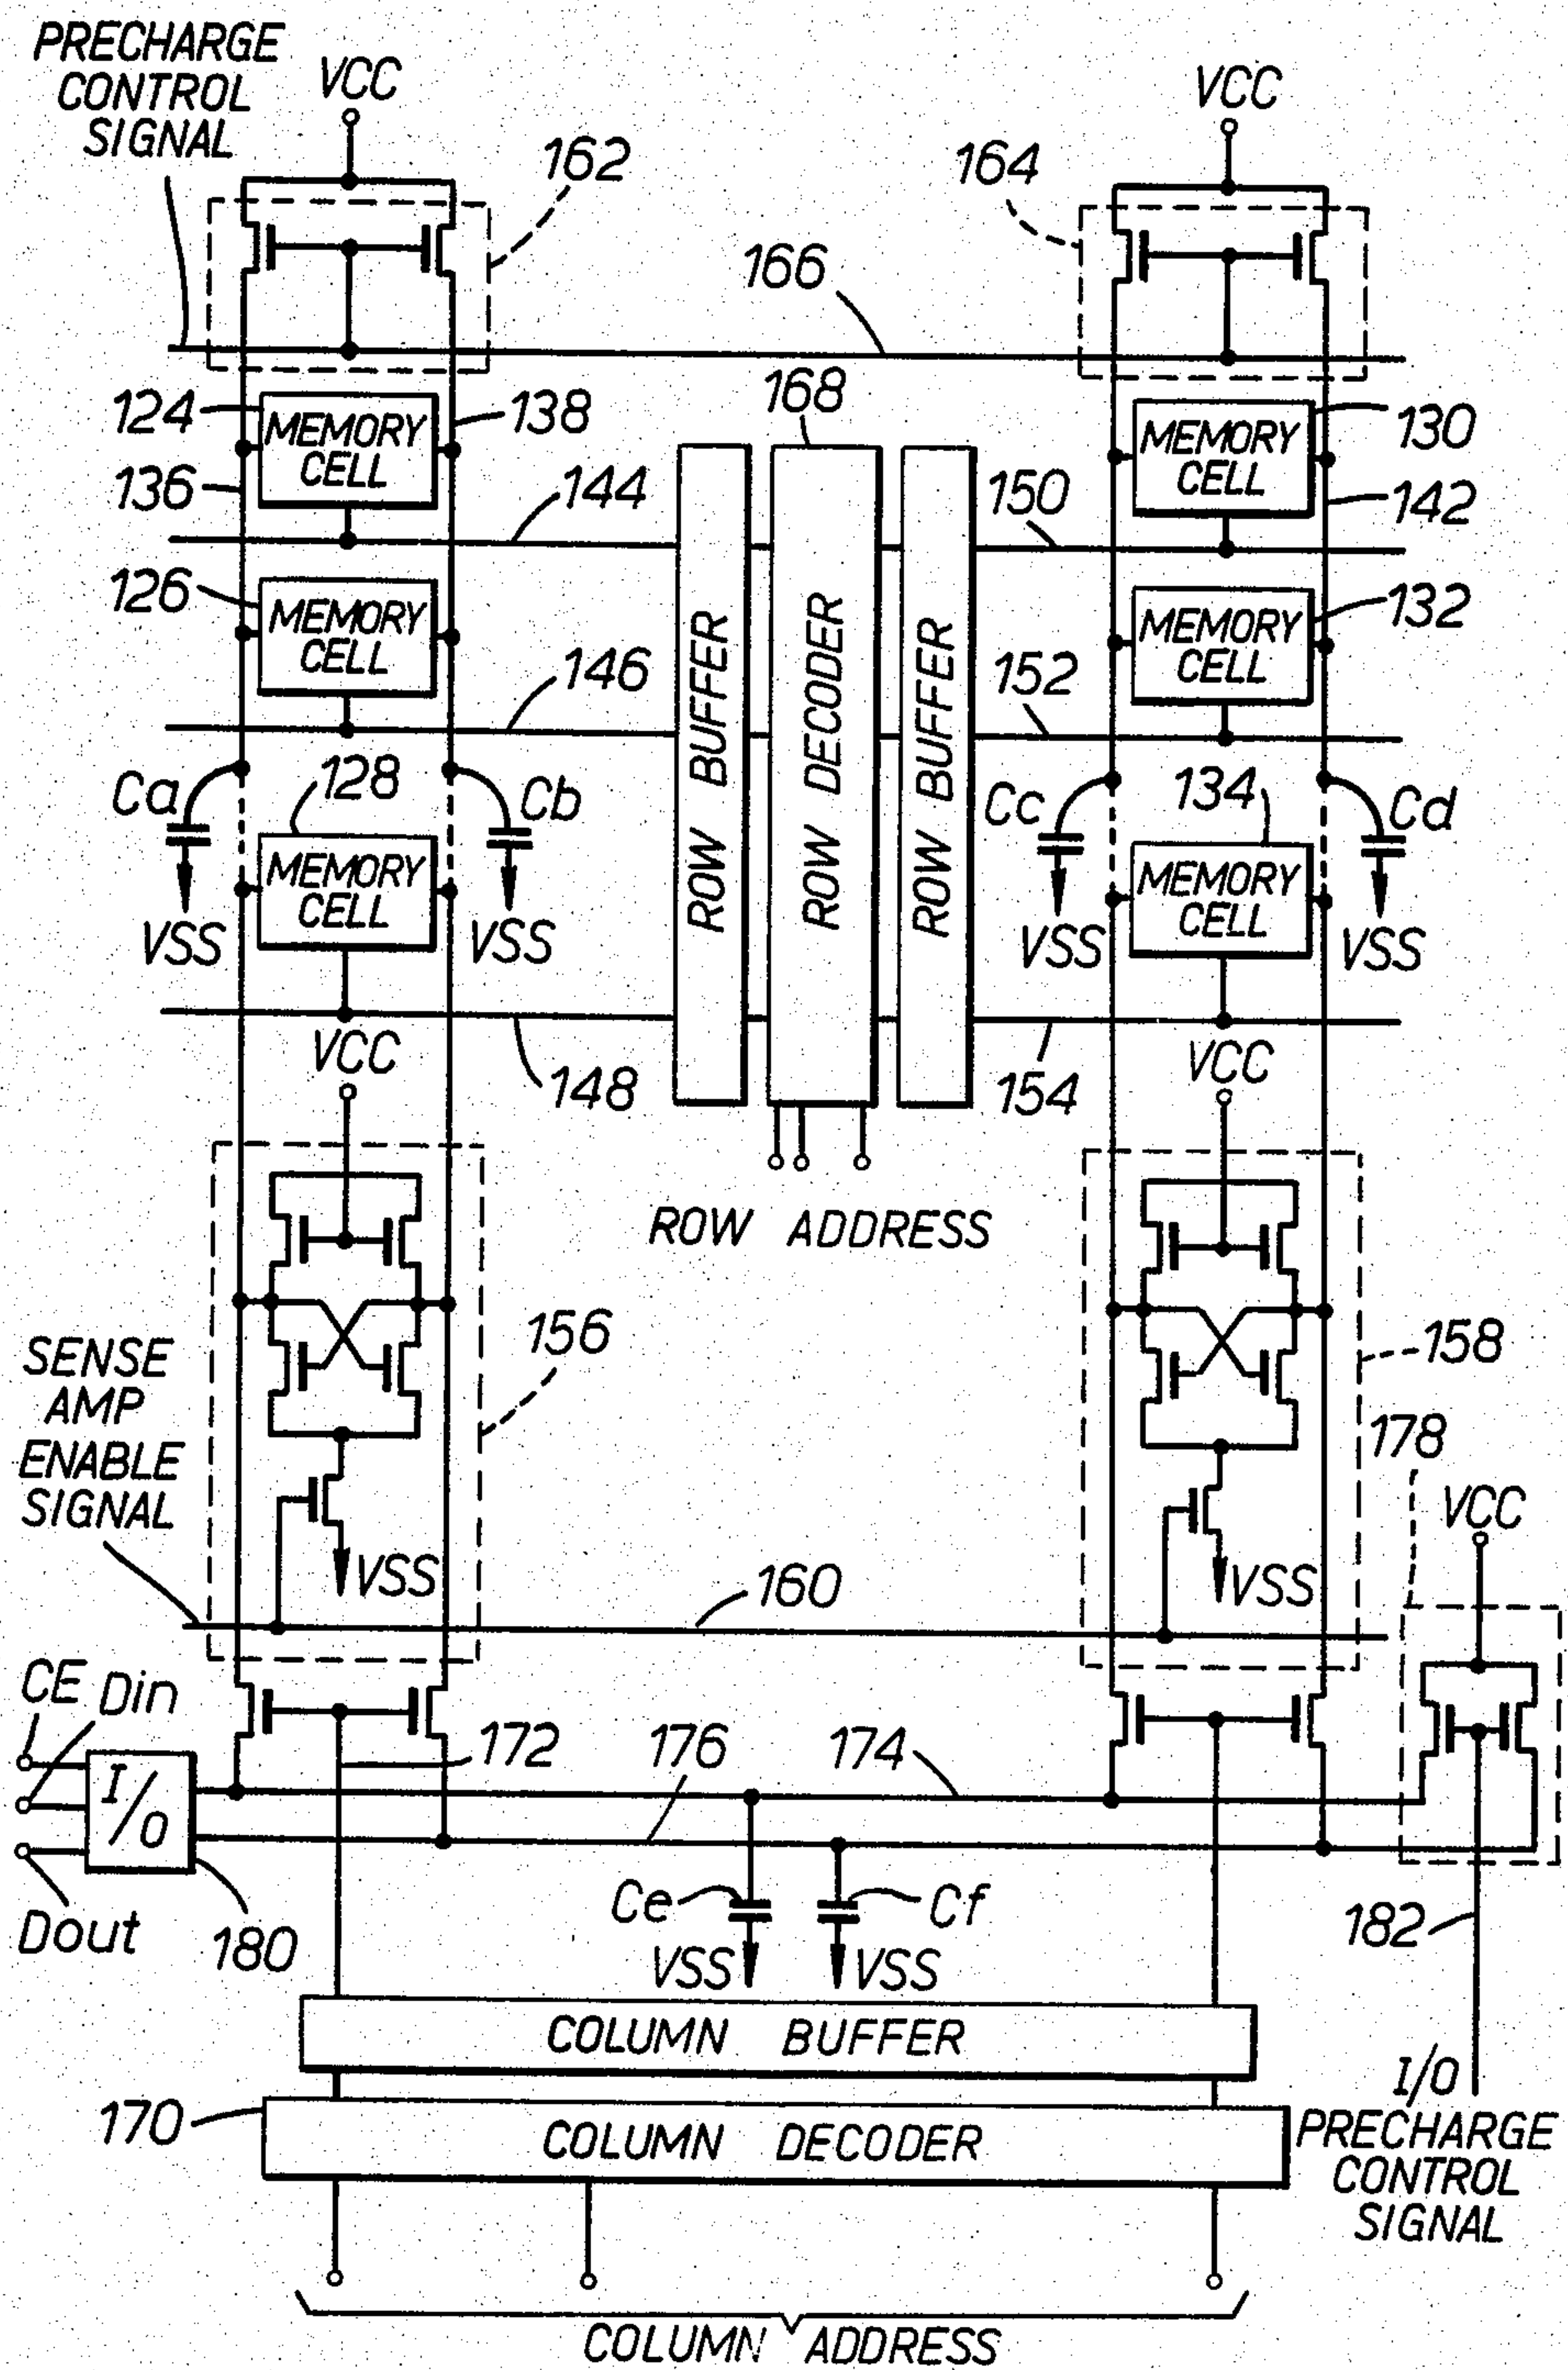 PRECHARGE
CONTROL
SIGNAL
VCC
VCC
162
164
166
124
MEMORY
CELL
138
168
MEMORY
CELL
130
136
144
150
142
126
MEMORY
CELL
146
152
MEMORY
CELL
132
ROW BUFFER
ROW DECODER
ROW BUFFER
Ca
128
Cb
Cc
134
Cd
MEMORY
CELL
MEMORY
CELL
VSS
VSS
VSS
VSS
VCC
148
154
VCC
ROW ADDRESS
SENSE
AMP
ENABLE
SIGNAL
156
158
178
VCC
VSS
160
VSS
CE
Din
172
176
174
I/O
Dout
180
Ce
Cf
182
VSS
VSS
COLUMN BUFFER
170
COLUMN DECODER
I/O
PRECHARGE
CONTROL
SIGNAL
COLUMN ADDRESS